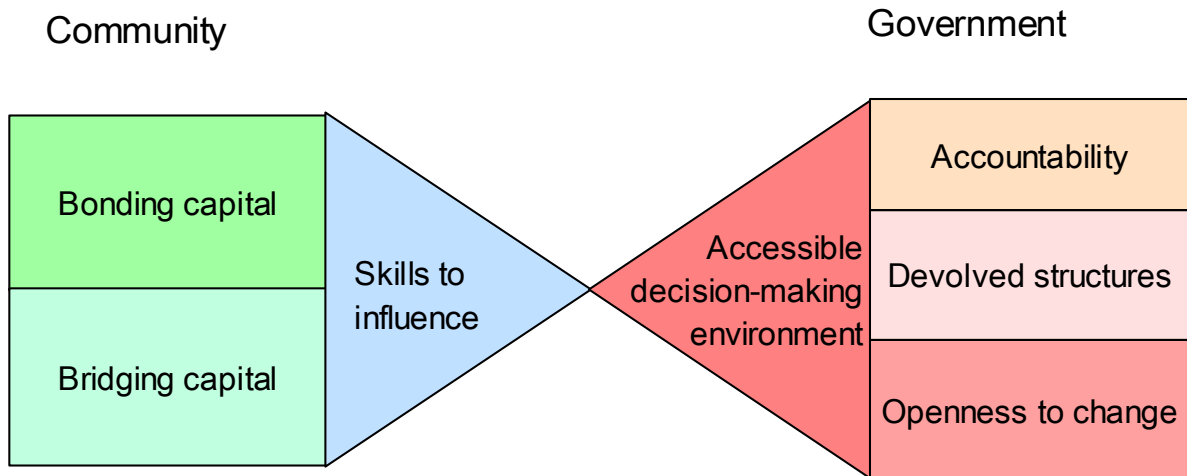 Community
Government
Bonding capital
Bridging capital
Skills to
influence
Accessible
decision-making
environment
Accountability
Devolved structures
Openness to change